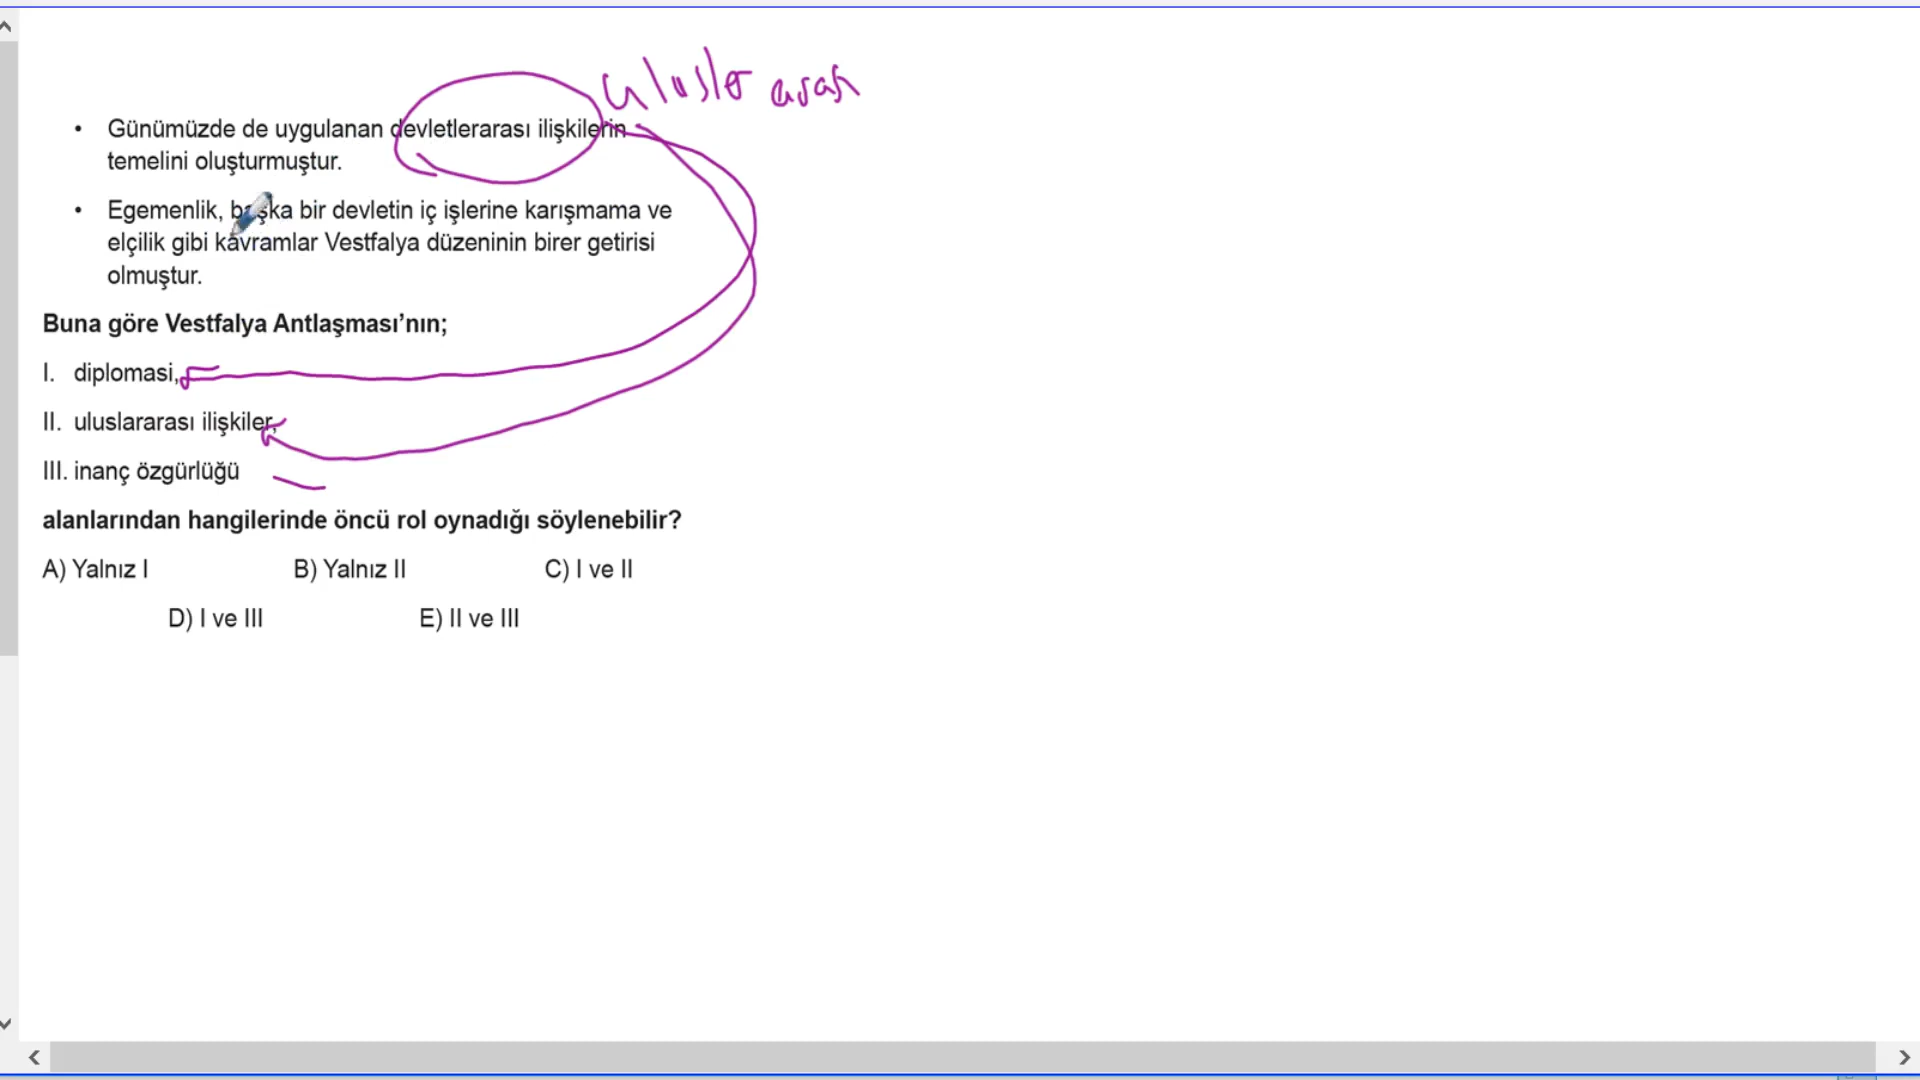 uluslar arası
• Günümüzde de uygulanan devletlerarası ilişkilerin
temelini oluşturmuştur.
• Egemenlik, başka bir devletin iç işlerine karışmama ve
elçilik gibi kavramlar Vestfalya düzeninin birer getirisi
olmuştur.
Buna göre Vestfalya Antlaşması’nın;
I. diplomasi,
II. uluslararası ilişkiler,
III. inanç özgürlüğü
alanlarından hangilerinde öncü rol oynadığı söylenebilir?
A) Yalnız I B) Yalnız II C) I ve II
D) I ve III E) II ve III